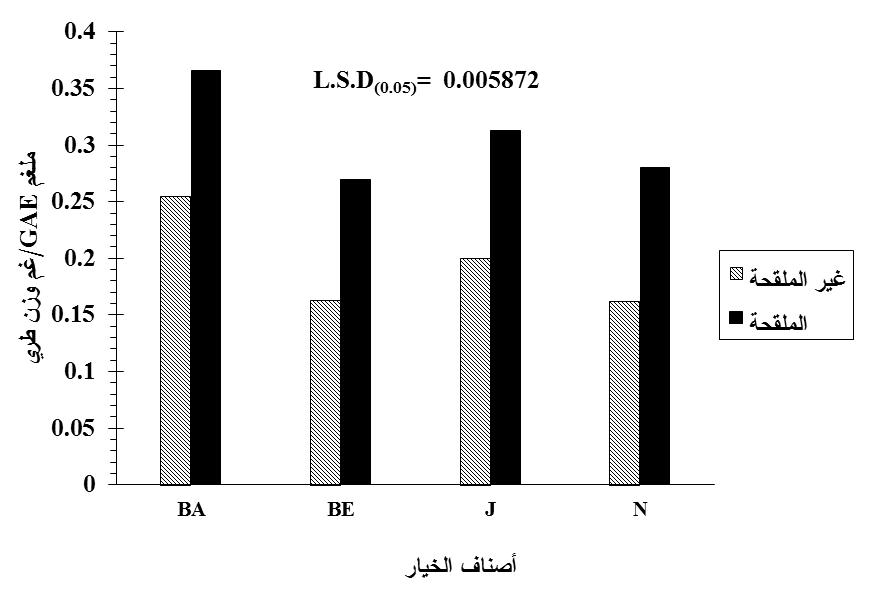 0.4
0.35
0.3
0.25
0.2
0.15
0.1
0.05
0
L.S.D(0.05)= 0.005872
ملغم GAE/غم وزن طري
BA
BE
J
N
أصناف الخيار
غير الملقحة
الملقحة